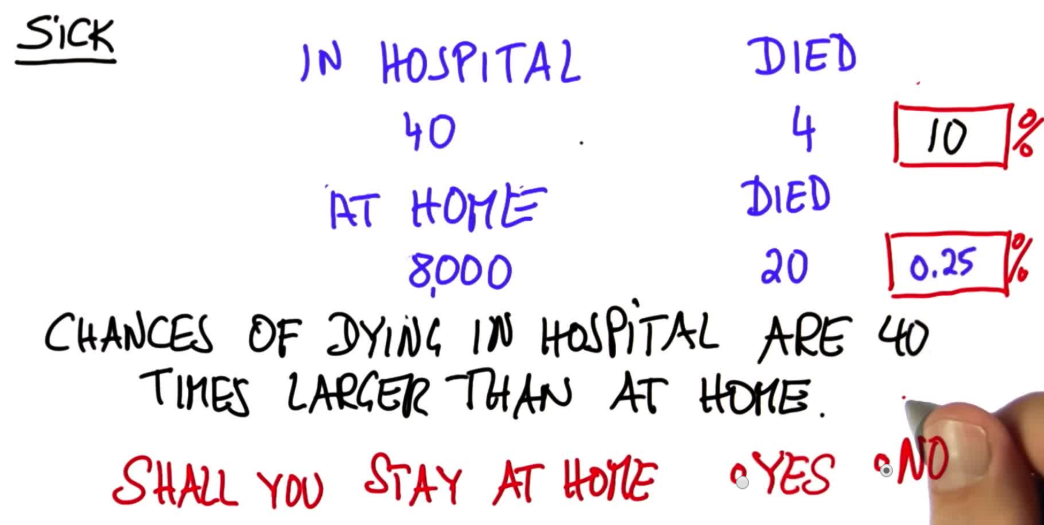 SICK
IN HOSPITAL DIED
40 4 10 %
AT HOME DIED
8,000 20 0.25 %
CHANCES OF DYING IN HOSPITAL ARE 40
TIMES LARGER THAN AT HOME.
SHALL YOU STAY AT HOME YES NO